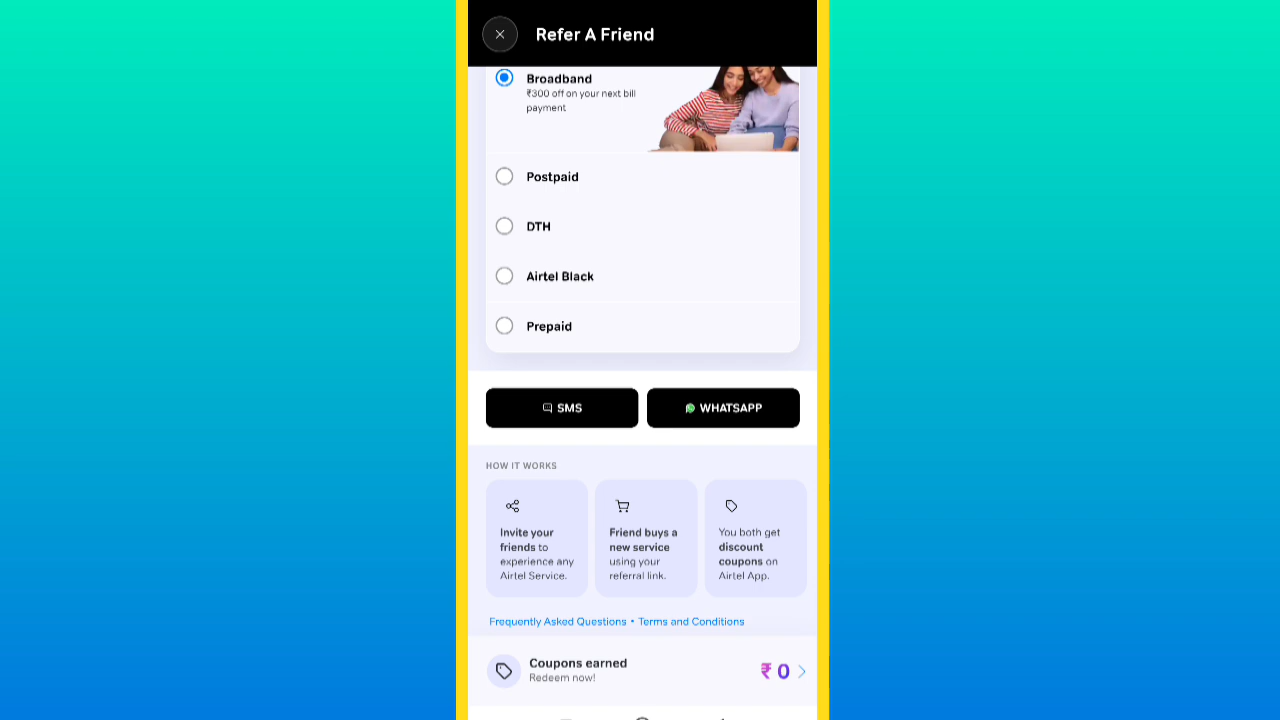 Refer A Friend
Broadband
₹300 off on your next bill
payment
Postpaid
DTH
Airtel Black
Prepaid
SMS
WHATSAPP
HOW IT WORKS
Invite your
friends to
experience any
Airtel Service.
Friend buys a
new service
using your
referral link.
You both get
discount
coupons on
Airtel App.
Frequently Asked Questions • Terms and Conditions
Coupons earned
Redeem now!
₹ 0